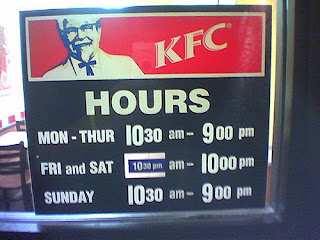 KFC
HOURS
MON - THUR 10 30 am - 9 00 pm
FRI and SAT 10 30 pm am - 10 00 pm
SUNDAY 10 30 am - 9 00 pm